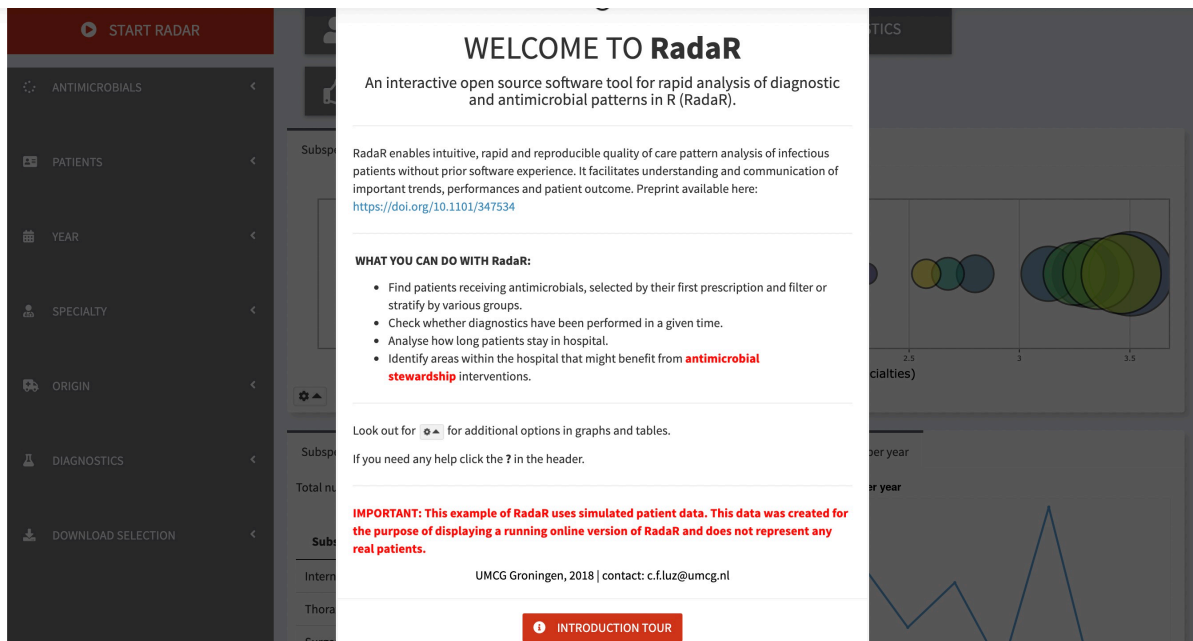 START RADAR
TICS
WELCOME TO RadaR
An interactive open source software tool for rapid analysis of diagnostic
and antimicrobial patterns in R (RadaR).
ANTIMICROBIALS
PATIENTS
YEAR
SPECIALTY
ORIGIN
DIAGNOSTICS
DOWNLOAD SELECTION
Subspe
RadaR enables intuitive, rapid and reproducible quality of care pattern analysis of infectious
patients without prior software experience. It facilitates understanding and communication of
important trends, performances and patient outcome. Preprint available here:
https://doi.org/10.1101/347534
WHAT YOU CAN DO WITH RadaR:
• Find patients receiving antimicrobials, selected by their first prescription and filter or
stratify by various groups.
• Check whether diagnostics have been performed in a given time.
• Analyse how long patients stay in hospital.
• Identify areas within the hospital that might benefit from antimicrobial
stewardship interventions.
2.5 3 3.5
cialties)
Look out for for additional options in graphs and tables.
If you need any help click the ? in the header.
Subspe
per year
Total nu
er year
IMPORTANT: This example of RadaR uses simulated patient data. This data was created for
the purpose of displaying a running online version of RadaR and does not represent any
real patients.
Subs
Intern
Thora
UMCG Groningen, 2018 | contact: c.f.luz@umcg.nl
INTRODUCTION TOUR